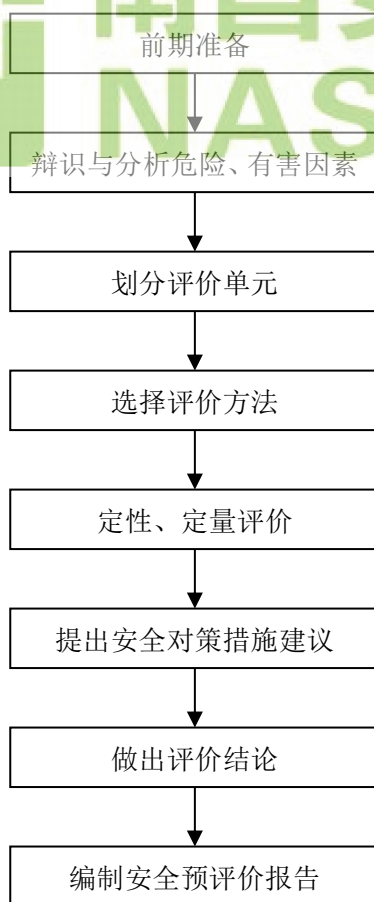 前期准备
NAS
辩识与分析危险、有害因素
划分评价单元
选择评价方法
定性、定量评价
提出安全对策措施建议
做出评价结论
编制安全预评价报告